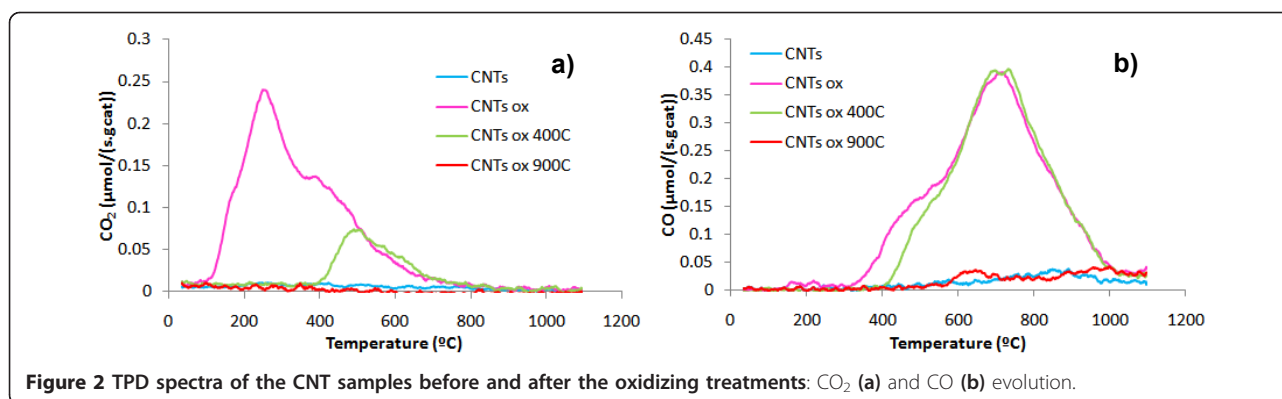 0.3
0.25
0.2
0.15
0.1
0.05
0
CO₂ (µmol/(s.gcat))
a)
CNTs
CNTs ox
CNTs ox 400C
CNTs ox 900C
0 200 400 600 800 1000 1200
Temperature (ºC)
0.45
0.4
0.35
0.3
0.25
0.2
0.15
0.1
0.05
0
CO (µmol/(s.gcat))
b)
CNTs
CNTs ox
CNTs ox 400C
CNTs ox 900C
0 200 400 600 800 1000 1200
Temperature (ºC)
Figure 2 TPD spectra of the CNT samples before and after the oxidizing treatments: CO₂ (a) and CO (b) evolution.